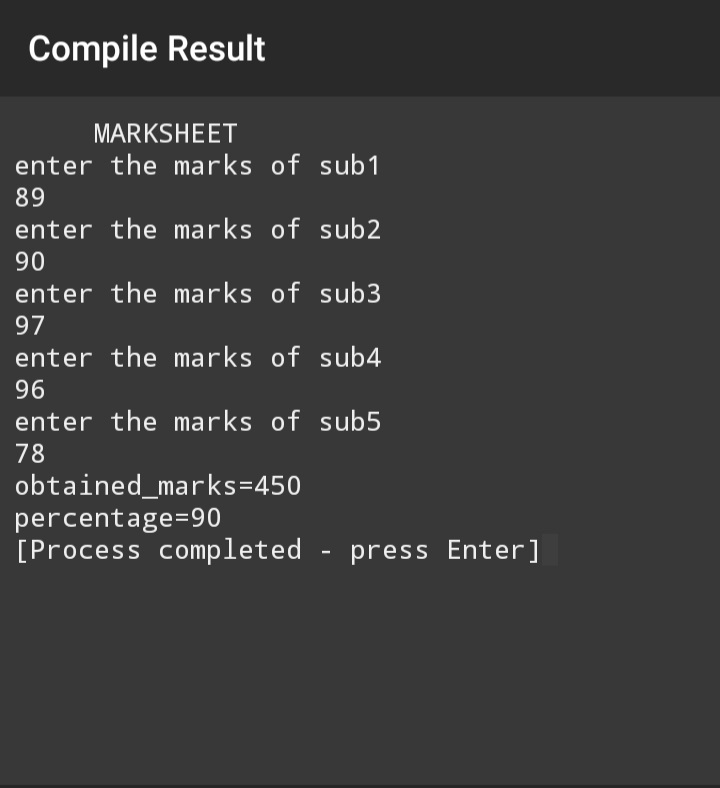 Compile Result
MARKSHEET
enter the marks of sub1
89
enter the marks of sub2
90
enter the marks of sub3
97
enter the marks of sub4
96
enter the marks of sub5
78
obtained_marks=450
percentage=90
[Process completed - press Enter]